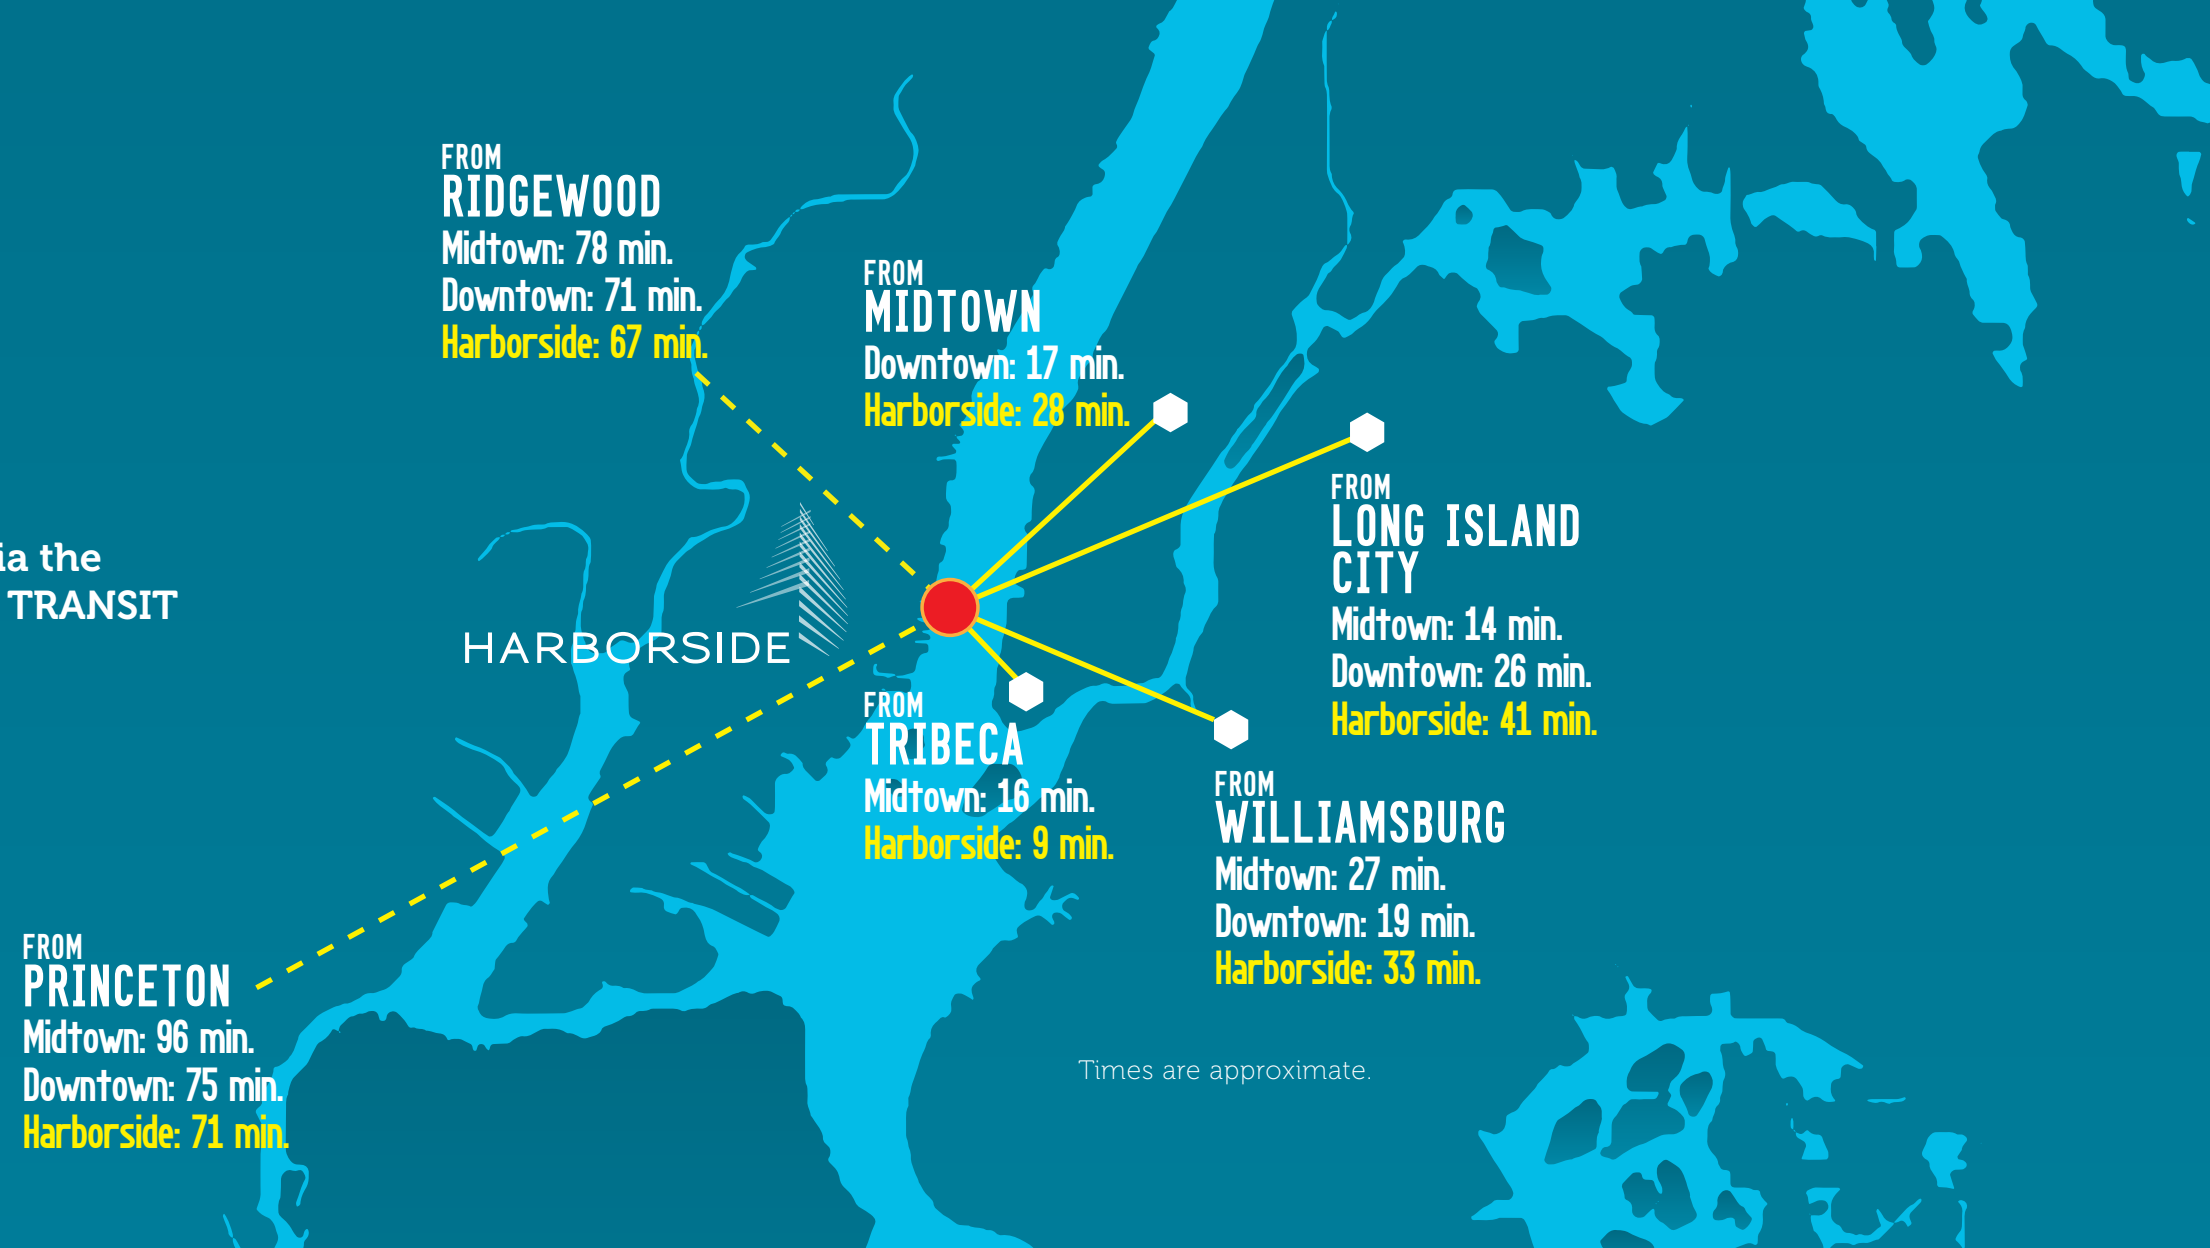 FROM
RIDGEWOOD
Midtown: 78 min.
Downtown: 71 min.
Harborside: 67 min.
FROM
MIDTOWN
Downtown: 17 min.
Harborside: 28 min.
FROM
LONG ISLAND
CITY
Midtown: 14 min.
Downtown: 26 min.
Harborside: 41 min.
ia the
TRANSIT
HARBORSIDE
FROM
TRIBECA
Midtown: 16 min.
Harborside: 9 min.
FROM
WILLIAMSBURG
Midtown: 27 min.
Downtown: 19 min.
Harborside: 33 min.
FROM
PRINCETON
Midtown: 96 min.
Downtown: 75 min.
Harborside: 71 min.
Times are approximate.